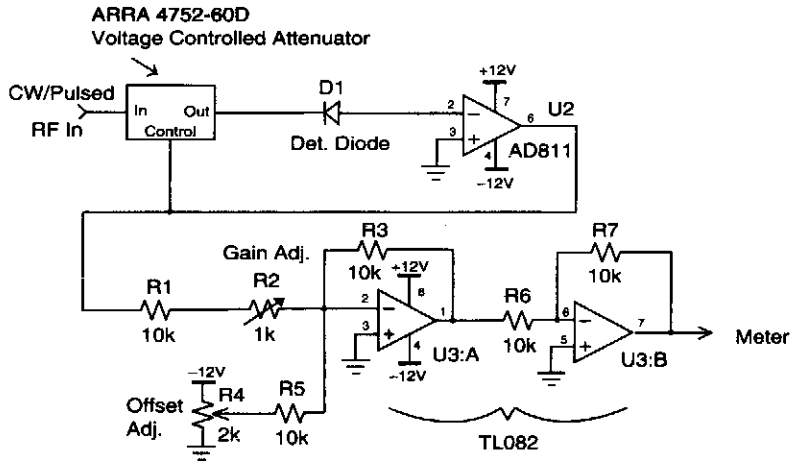 ARRA 4752-60D
Voltage Controlled Attenuator
CW/Pulsed
RF In
In
Out
Control
D1
Det. Diode
+12V
7
2
−
3
+
6
4
−12V
U2
AD811
Gain Adj.
R1
10k
R2
1k
R3
10k
+12V
8
2
−
3
+
1
4
−12V
U3:A
R6
10k
R7
10k
6
−
5
+
7
U3:B
Meter
−12V
R4
2k
Offset
Adj.
R5
10k
TL082